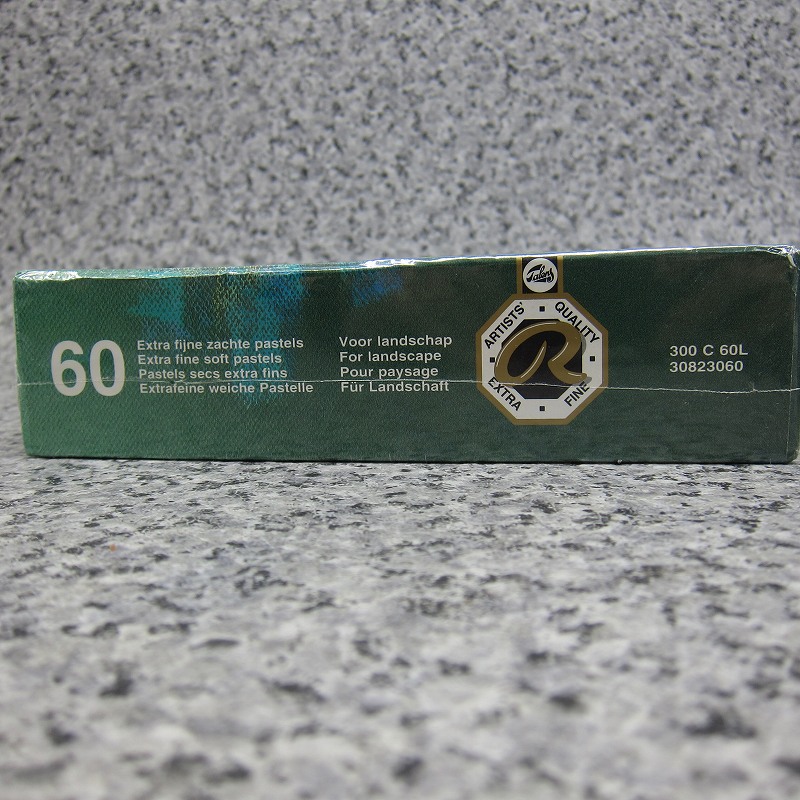 60
Extra fijne zachte pastels
Extra fine soft pastels
Pastels secs extra fins
Extrafeine weiche Pastelle
Voor landschap
For landscape
Pour paysage
Für Landschaft
Talens
ARTISTS' QUALITY
R
EXTRA FINE
300 C 60L
30823060